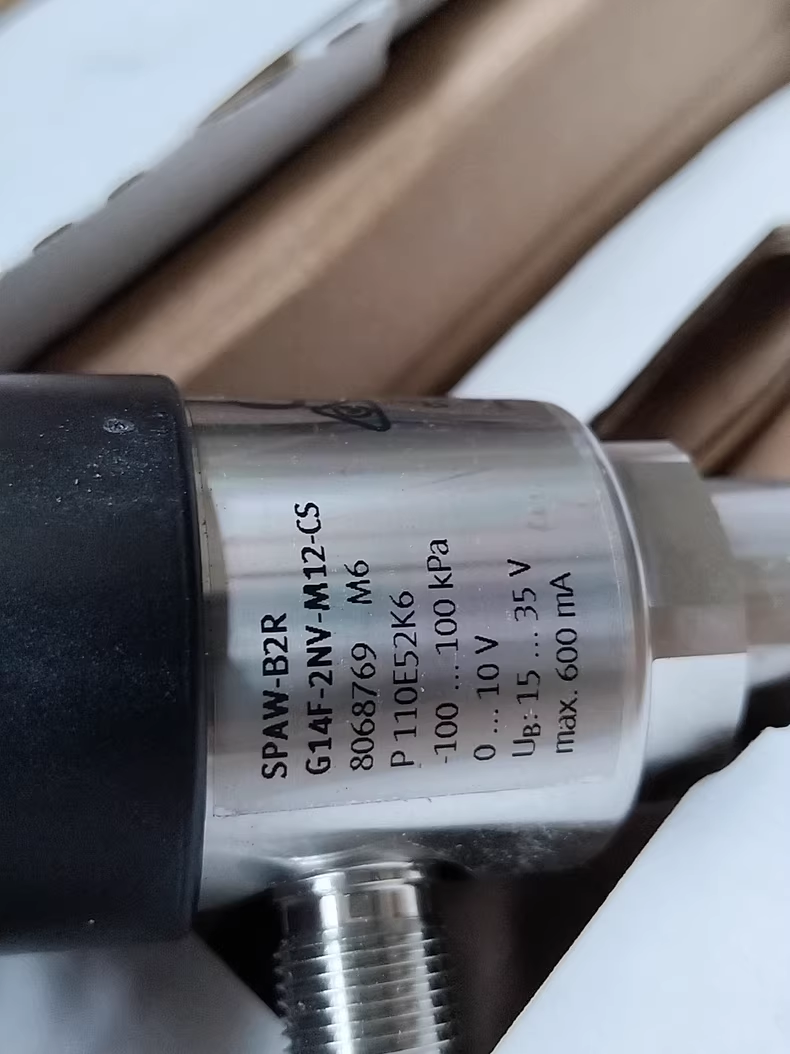 SPAW-B2R
G14F-2NV-M12-CS
8068769 M6
P 110E52K6
-100 ... 100 kPa
0 ... 10 V
UB: 15 ... 35 V
max. 600 mA